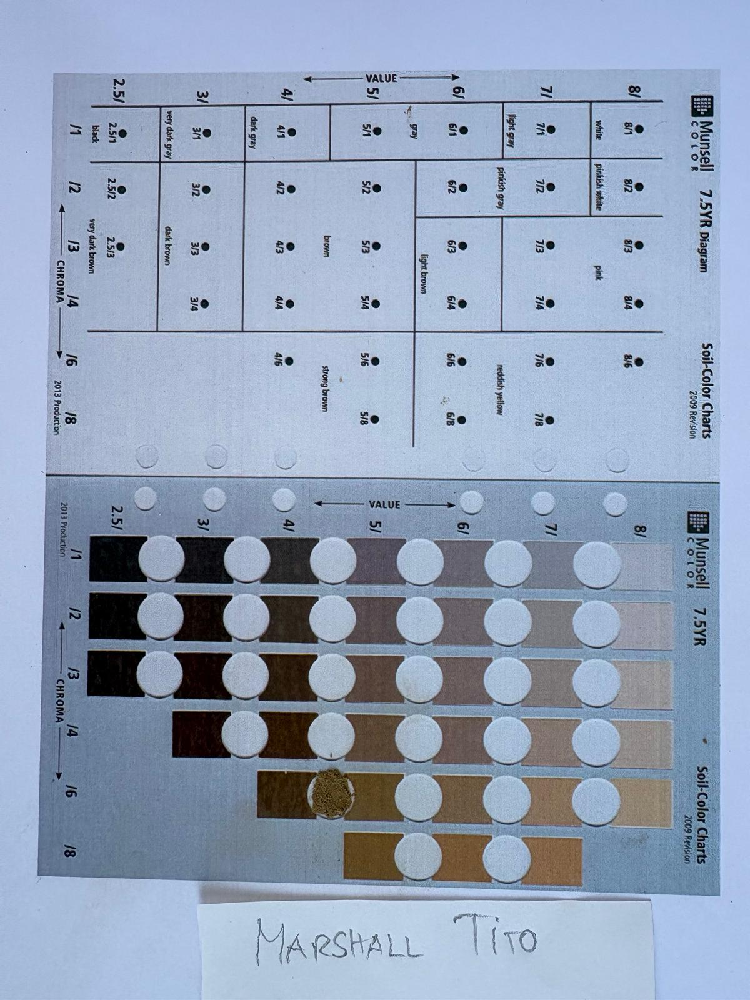 Munsell
COLOR
7.5YR Diagram
Soil-Color Charts
2009 Revision
VALUE
8/
7/
6/
5/
4/
3/
2.5/
8/1
8/2
8/3
8/4
8/6
white
pinkish white
pink
7/1
7/2
7/3
7/4
7/6
7/8
light gray
pinkish gray
reddish yellow
6/1
6/2
6/3
6/4
6/6
6/8
gray
light brown
5/1
5/2
5/3
5/4
5/6
5/8
brown
strong brown
4/1
4/2
4/3
4/4
4/6
dark gray
3/1
3/2
3/3
3/4
very dark gray
dark brown
2.5/1
2.5/2
2.5/3
black
very dark brown
/1
/2
/3
/4
/6
/8
CHROMA
2013 Production
Munsell
COLOR
7.5YR
Soil-Color Charts
2009 Revision
VALUE
8/
7/
6/
5/
4/
3/
2.5/
/1
/2
/3
/4
/6
/8
CHROMA
2013 Production
MARSHALL TITO